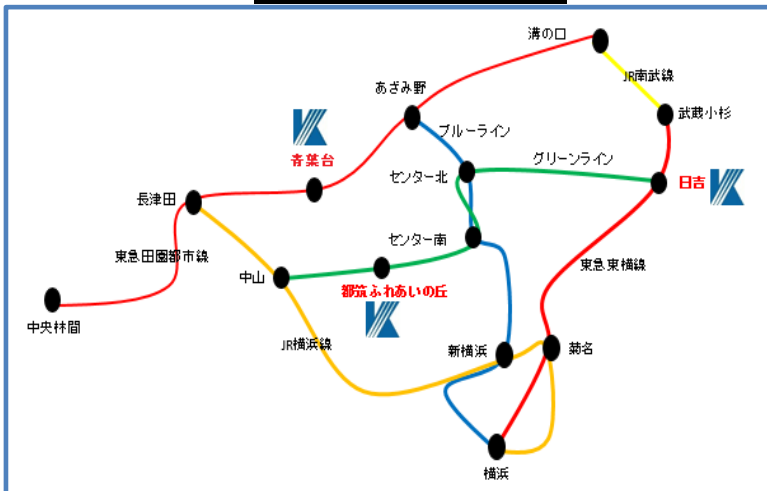 溝の口
JR南武線
あざみ野
武蔵小杉
ブルーライン
グリーンライン
青葉台
センター北
日吉
長津田
センター南
東急田園都市線
東急東横線
中山
都筑ふれあいの丘
中央林間
JR横浜線
新横浜
菊名
横浜